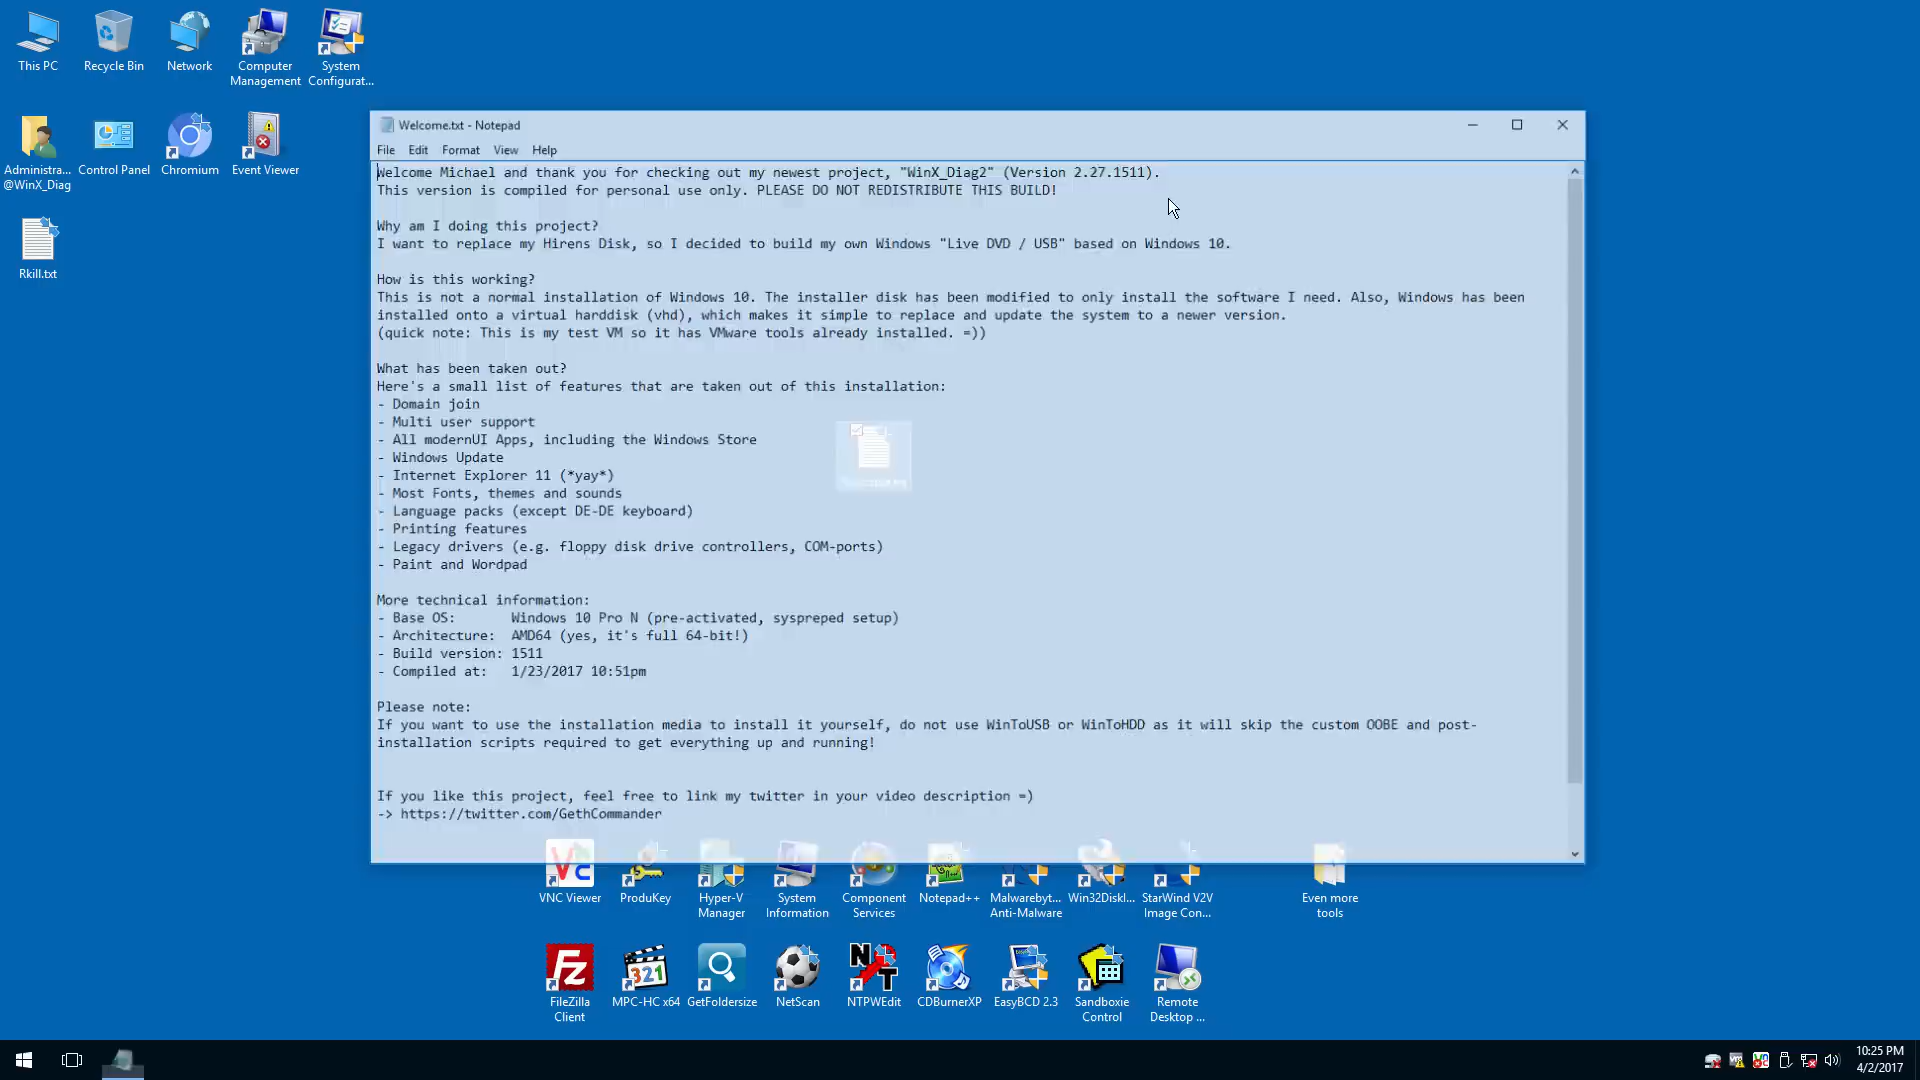 This PC
Recycle Bin
Network
Computer
Management
System
Configurat...
Administra...
@WinX_Diag
Control Panel
Chromium
Event Viewer
Rkill.txt
Welcome.txt - Notepad
File Edit Format View Help
Welcome Michael and thank you for checking out my newest project, "WinX_Diag2" (Version 2.27.1511).
This version is compiled for personal use only. PLEASE DO NOT REDISTRIBUTE THIS BUILD!
Why am I doing this project?
I want to replace my Hirens Disk, so I decided to build my own Windows "Live DVD / USB" based on Windows 10.
How is this working?
This is not a normal installation of Windows 10. The installer disk has been modified to only install the software I need. Also, Windows has been
installed onto a virtual harddisk (vhd), which makes it simple to replace and update the system to a newer version.
(quick note: This is my test VM so it has VMware tools already installed. =))
What has been taken out?
Here's a small list of features that are taken out of this installation:
- Domain join
- Multi user support
- All modernUI Apps, including the Windows Store
- Windows Update
- Internet Explorer 11 (*yay*)
- Most Fonts, themes and sounds
- Language packs (except DE-DE keyboard)
- Printing features
- Legacy drivers (e.g. floppy disk drive controllers, COM-ports)
- Paint and Wordpad
More technical information:
- Base OS: Windows 10 Pro N (pre-activated, syspreped setup)
- Architecture: AMD64 (yes, it's full 64-bit!)
- Build version: 1511
- Compiled at: 1/23/2017 10:51pm
Please note:
If you want to use the installation media to install it yourself, do not use WinToUSB or WinToHDD as it will skip the custom OOBE and post-
installation scripts required to get everything up and running!
If you like this project, feel free to link my twitter in your video description =)
-> https://twitter.com/GethCommander
VNC Viewer
ProduKey
Hyper-V
Manager
System
Information
Component
Services
Notepad++
Malwarebyt...
Anti-Malware
Win32DiskI...
StarWind V2V
Image Con...
Even more
tools
FileZilla
Client
MPC-HC x64
GetFoldersize
NetScan
NTPWEdit
CDBurnerXP
EasyBCD 2.3
Sandboxie
Control
Remote
Desktop ...
10:25 PM
4/2/2017